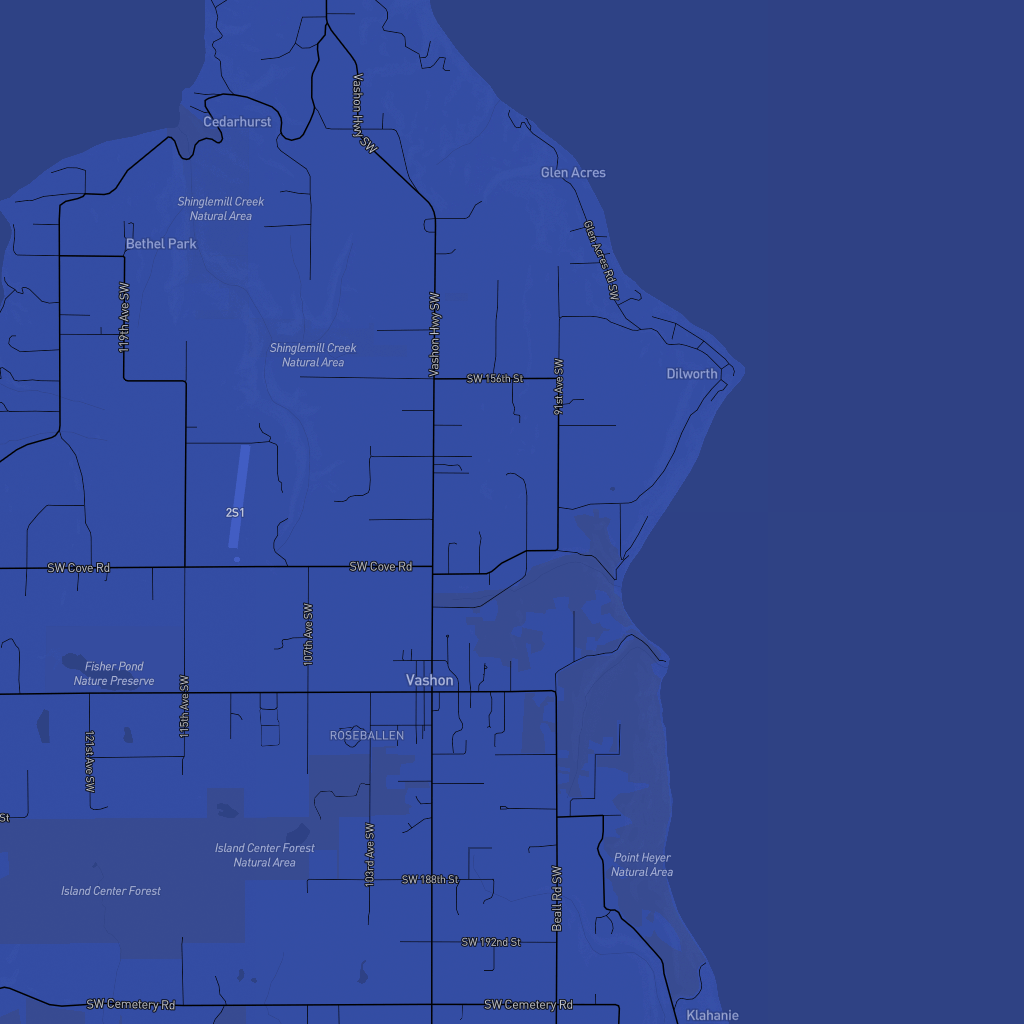 Vashon Hwy SW
Cedarhurst
Glen Acres
Shinglemill Creek
Natural Area
Bethel Park
Glen Acres Rd SW
119th Ave SW
Vashon Hwy SW
Shinglemill Creek
Natural Area
SW 156th St
91st Ave SW
Dilworth
2S1
SW Cove Rd
SW Cove Rd
107th Ave SW
Fisher Pond
Nature Preserve
115th Ave SW
Vashon
121st Ave SW
ROSEBALLEN
St
Island Center Forest
Natural Area
103rd Ave SW
Point Heyer
Natural Area
Island Center Forest
SW 188th St
Beall Rd SW
SW 192nd St
SW Cemetery Rd
SW Cemetery Rd
Klahanie